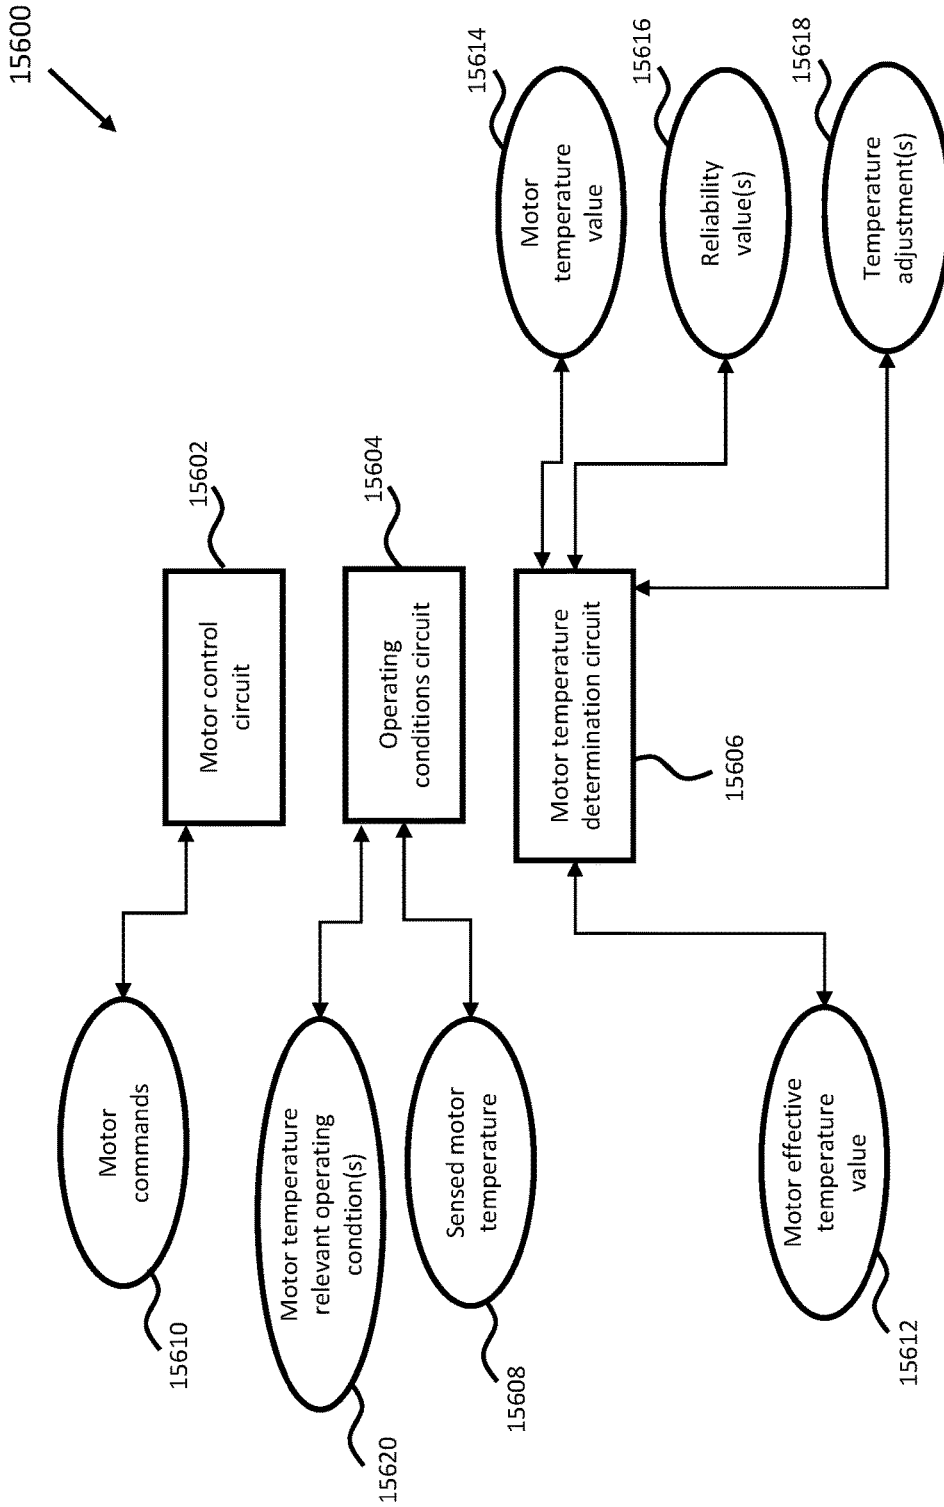 15600
Motor
commands
15610
Motor control
circuit
15602
Motor temperature
relevant operating
condtion(s)
15620
Sensed motor
temperature
15608
Operating
conditions circuit
15604
Motor temperature
determination circuit
15606
Motor effective
temperature
value
15612
Motor
temperature
value
15614
Reliability
value(s)
15616
Temperature
adjustment(s)
15618